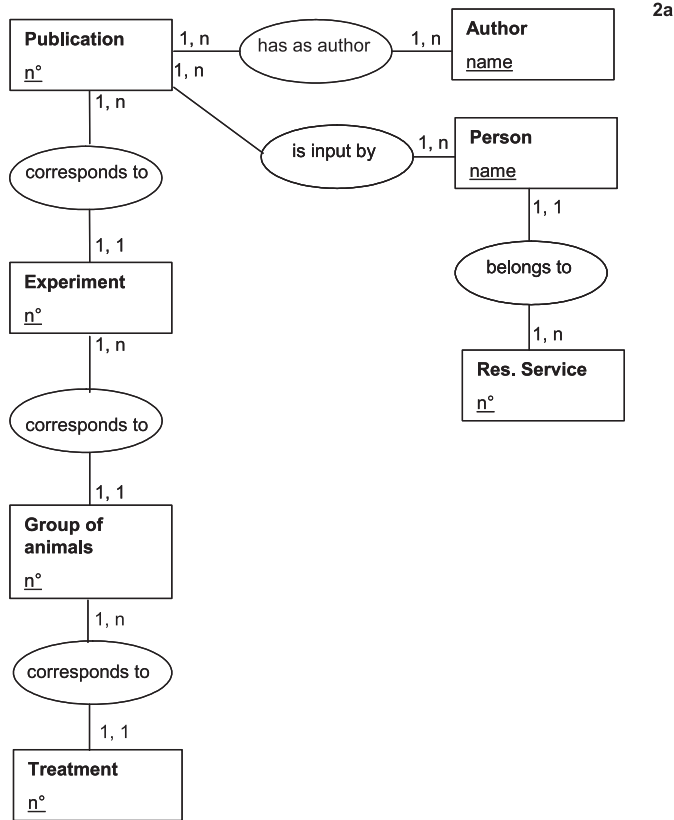 2a
Publication
n°
1, n
has as author
1, n
Author
name
1, n
is input by
1, n
Person
name
1, n
corresponds to
1, 1
1, 1
belongs to
1, n
Res. Service
n°
Experiment
n°
1, n
corresponds to
1, 1
Group of
animals
n°
1, n
corresponds to
1, 1
Treatment
n°